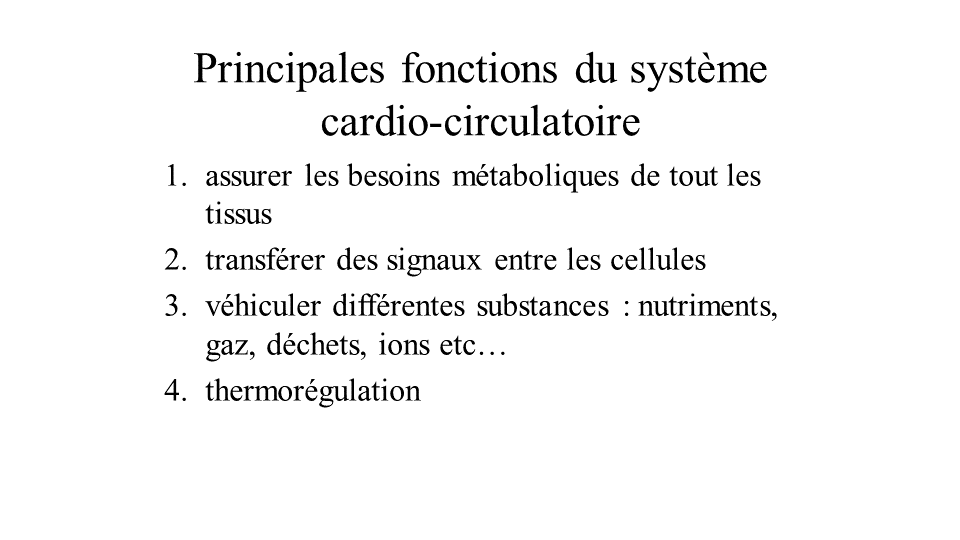 Principales fonctions du système
cardio-circulatoire
1. assurer les besoins métaboliques de tout les
tissus
2. transférer des signaux entre les cellules
3. véhiculer différentes substances : nutriments,
gaz, déchets, ions etc…
4. thermorégulation